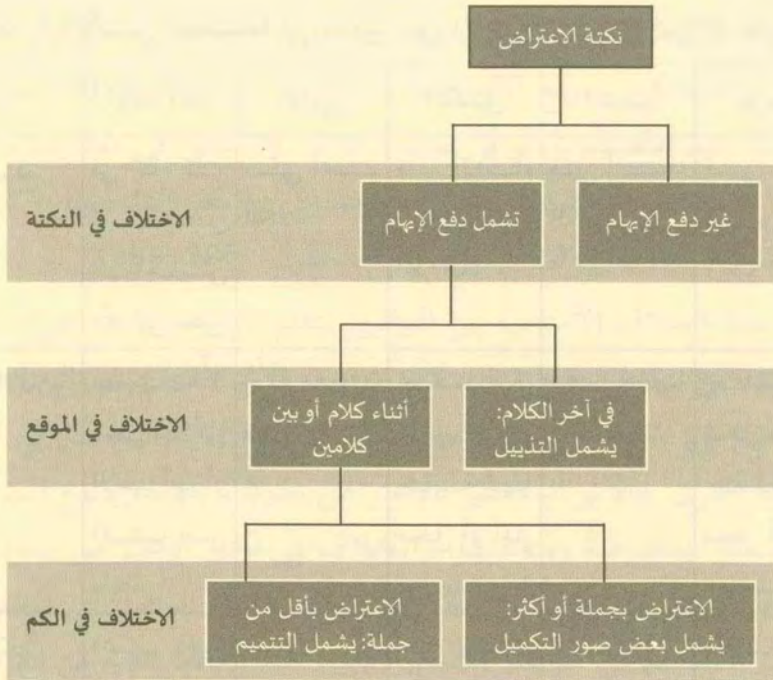 نكتة الاعتراض
الاختلاف في النكتة
غير دفع الإيهام
تشمل دفع الإيهام
الاختلاف في الموقع
في آخر الكلام:
يشمل التذييل
أثناء كلام أو بين
كلامين
الاختلاف في الكم
الاعتراض بجملة أو أكثر:
يشمل بعض صور التكميل
الاعتراض بأقل من
جملة: يشمل التتميم